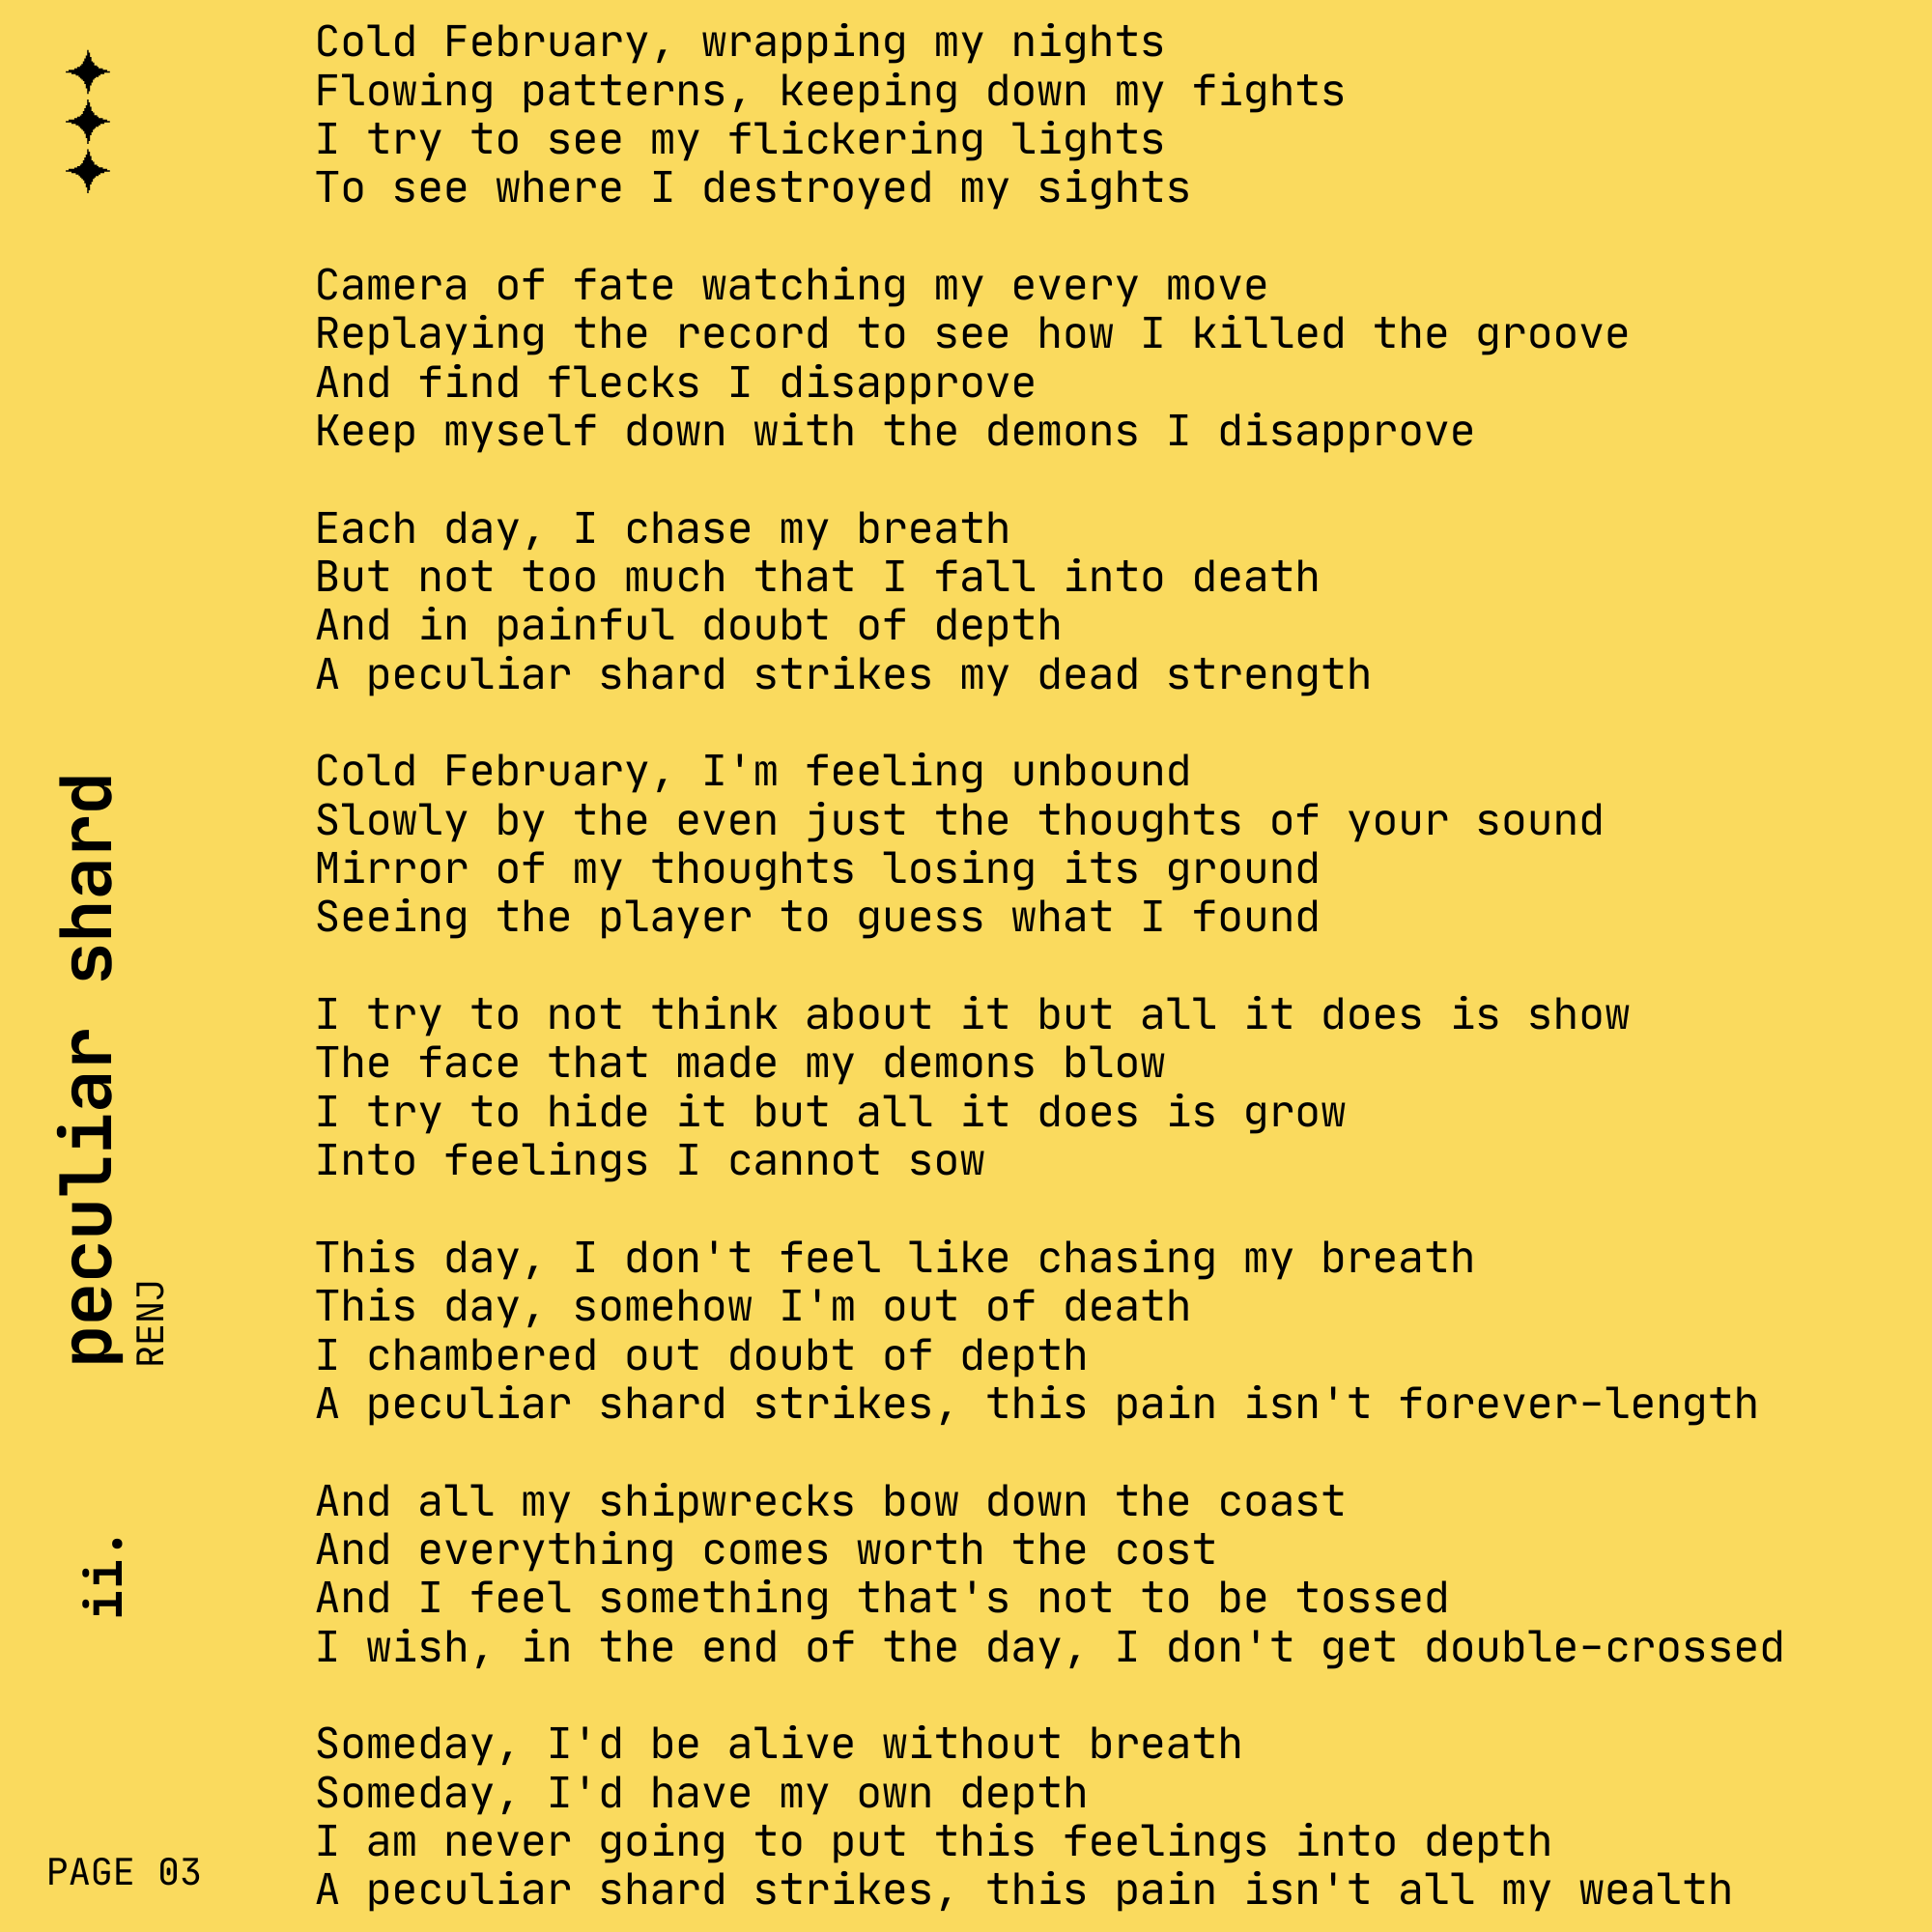 Cold February, wrapping my nights
Flowing patterns, keeping down my fights
I try to see my flickering lights
To see where I destroyed my sights
Camera of fate watching my every move
Replaying the record to see how I killed the groove
And find flecks I disapprove
Keep myself down with the demons I disapprove
Each day, I chase my breath
But not too much that I fall into death
And in painful doubt of depth
A peculiar shard strikes my dead strength
Cold February, I'm feeling unbound
Slowly by the even just the thoughts of your sound
Mirror of my thoughts losing its ground
Seeing the player to guess what I found
I try to not think about it but all it does is show
The face that made my demons blow
I try to hide it but all it does is grow
Into feelings I cannot sow
This day, I don't feel like chasing my breath
This day, somehow I'm out of death
I chambered out doubt of depth
A peculiar shard strikes, this pain isn't forever-length
And all my shipwrecks bow down the coast
And everything comes worth the cost
And I feel something that's not to be tossed
I wish, in the end of the day, I don't get double-crossed
Someday, I'd be alive without breath
Someday, I'd have my own depth
I am never going to put this feelings into depth
A peculiar shard strikes, this pain isn't all my wealth
ii.
peculiar shard
RENJ
PAGE 03